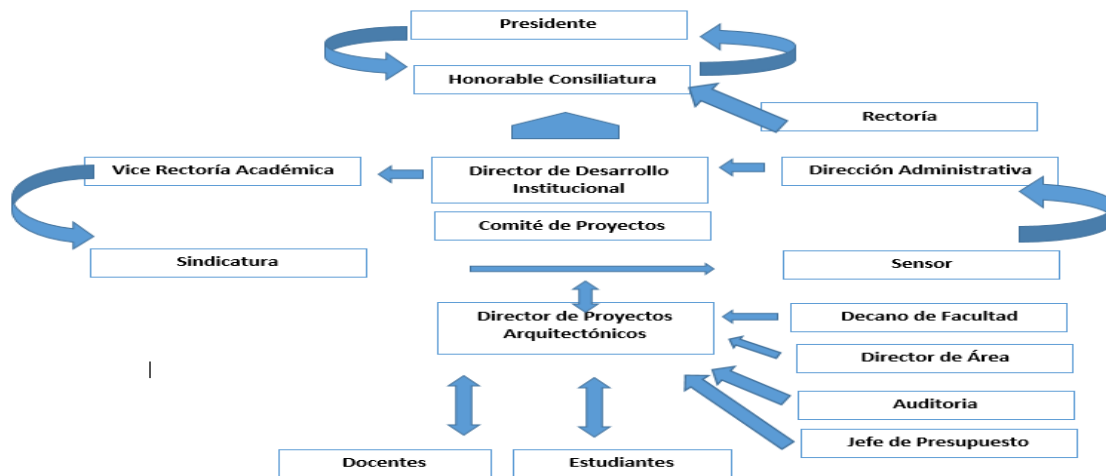 Presidente
Honorable Consiliatura
Rectoría
Vice Rectoría Académica
Director de Desarrollo
Institucional
Dirección Administrativa
Comité de Proyectos
Sindicatura
Sensor
Director de Proyectos
Arquitectónicos
Decano de Facultad
Director de Área
Auditoria
Jefe de Presupuesto
Docentes
Estudiantes